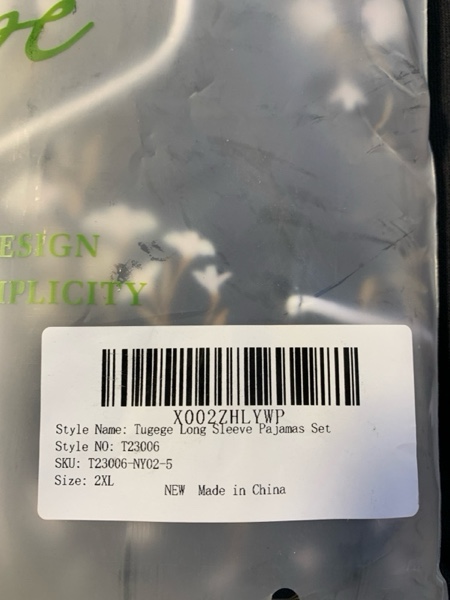 ESIGN
PLICITY
X002ZHLYWP
Style Name: Tugege Long Sleeve Pajamas Set
Style NO: T23006
SKU: T23006-NY02-5
Size: 2XL
NEW Made in China